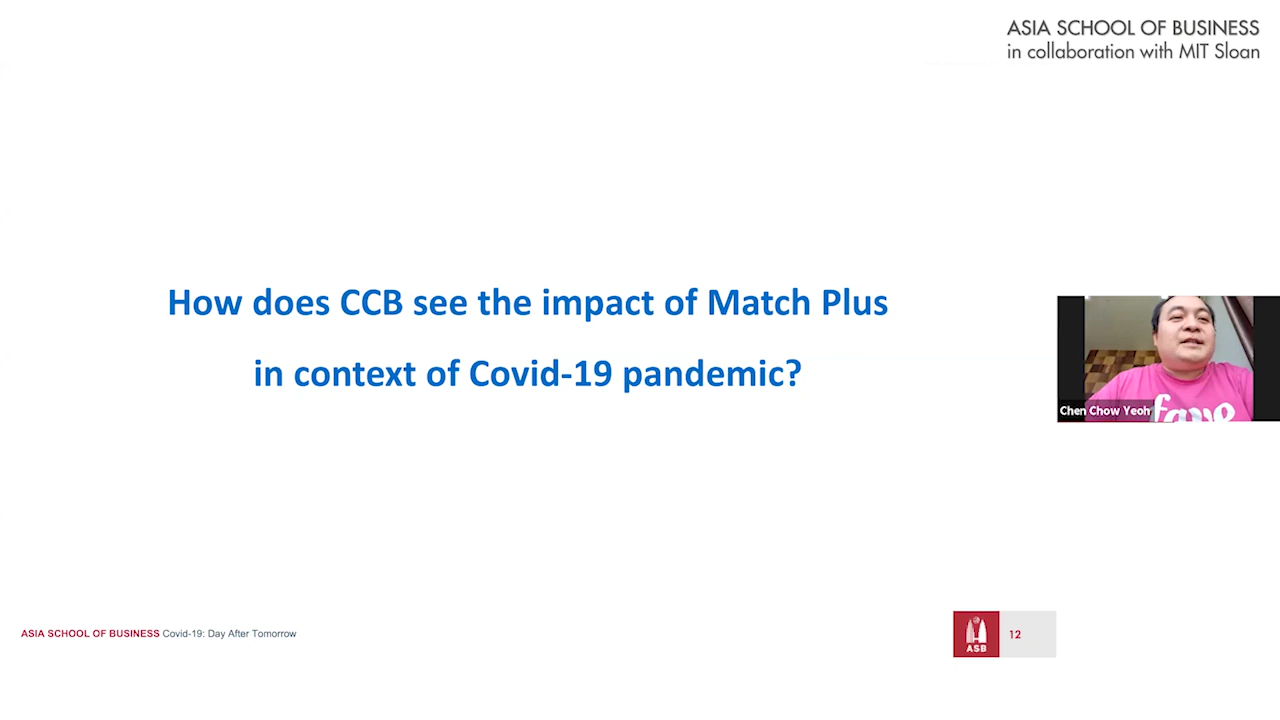 ASIA SCHOOL OF BUSINESS
in collaboration with MIT Sloan
How does CCB see the impact of Match Plus
in context of Covid-19 pandemic?
Chen Chow Yeoh
fave
ASIA SCHOOL OF BUSINESS Covid-19: Day After Tomorrow
ASB
12